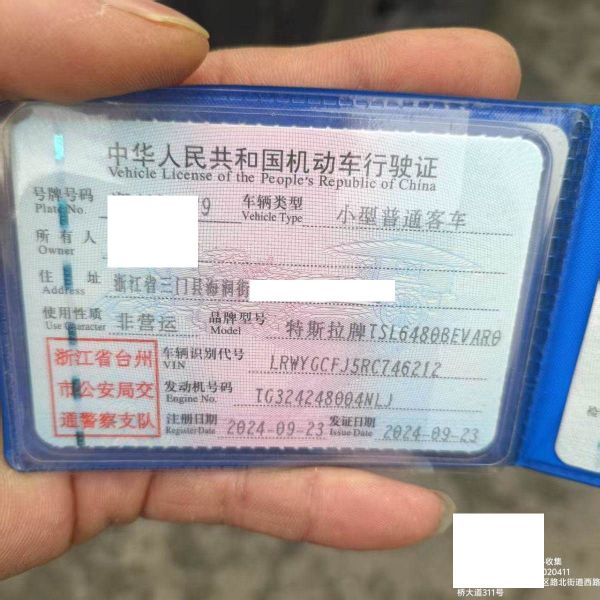 中华人民共和国机动车行驶证
Vehicle License of the People's Republic of China
号牌号码 9 车辆类型 小型普通客车
Plate No. Vehicle Type
所有人
Owner
住 址 浙江省三门县海润街
Address
使用性质 非营运 品牌型号 特斯拉牌TSL6480BEVAR0
Use Character Model
浙江省台州
市公安局交
通警察支队
车辆识别代号 LRWYGCFJ5RC746212
VIN
发动机号码 TG324248004NLJ
Engine No.
注册日期 2024-09-23 发证日期 2024-09-23
Register Date Issue Date
收集
020411
区路北街道西路
桥大道311号